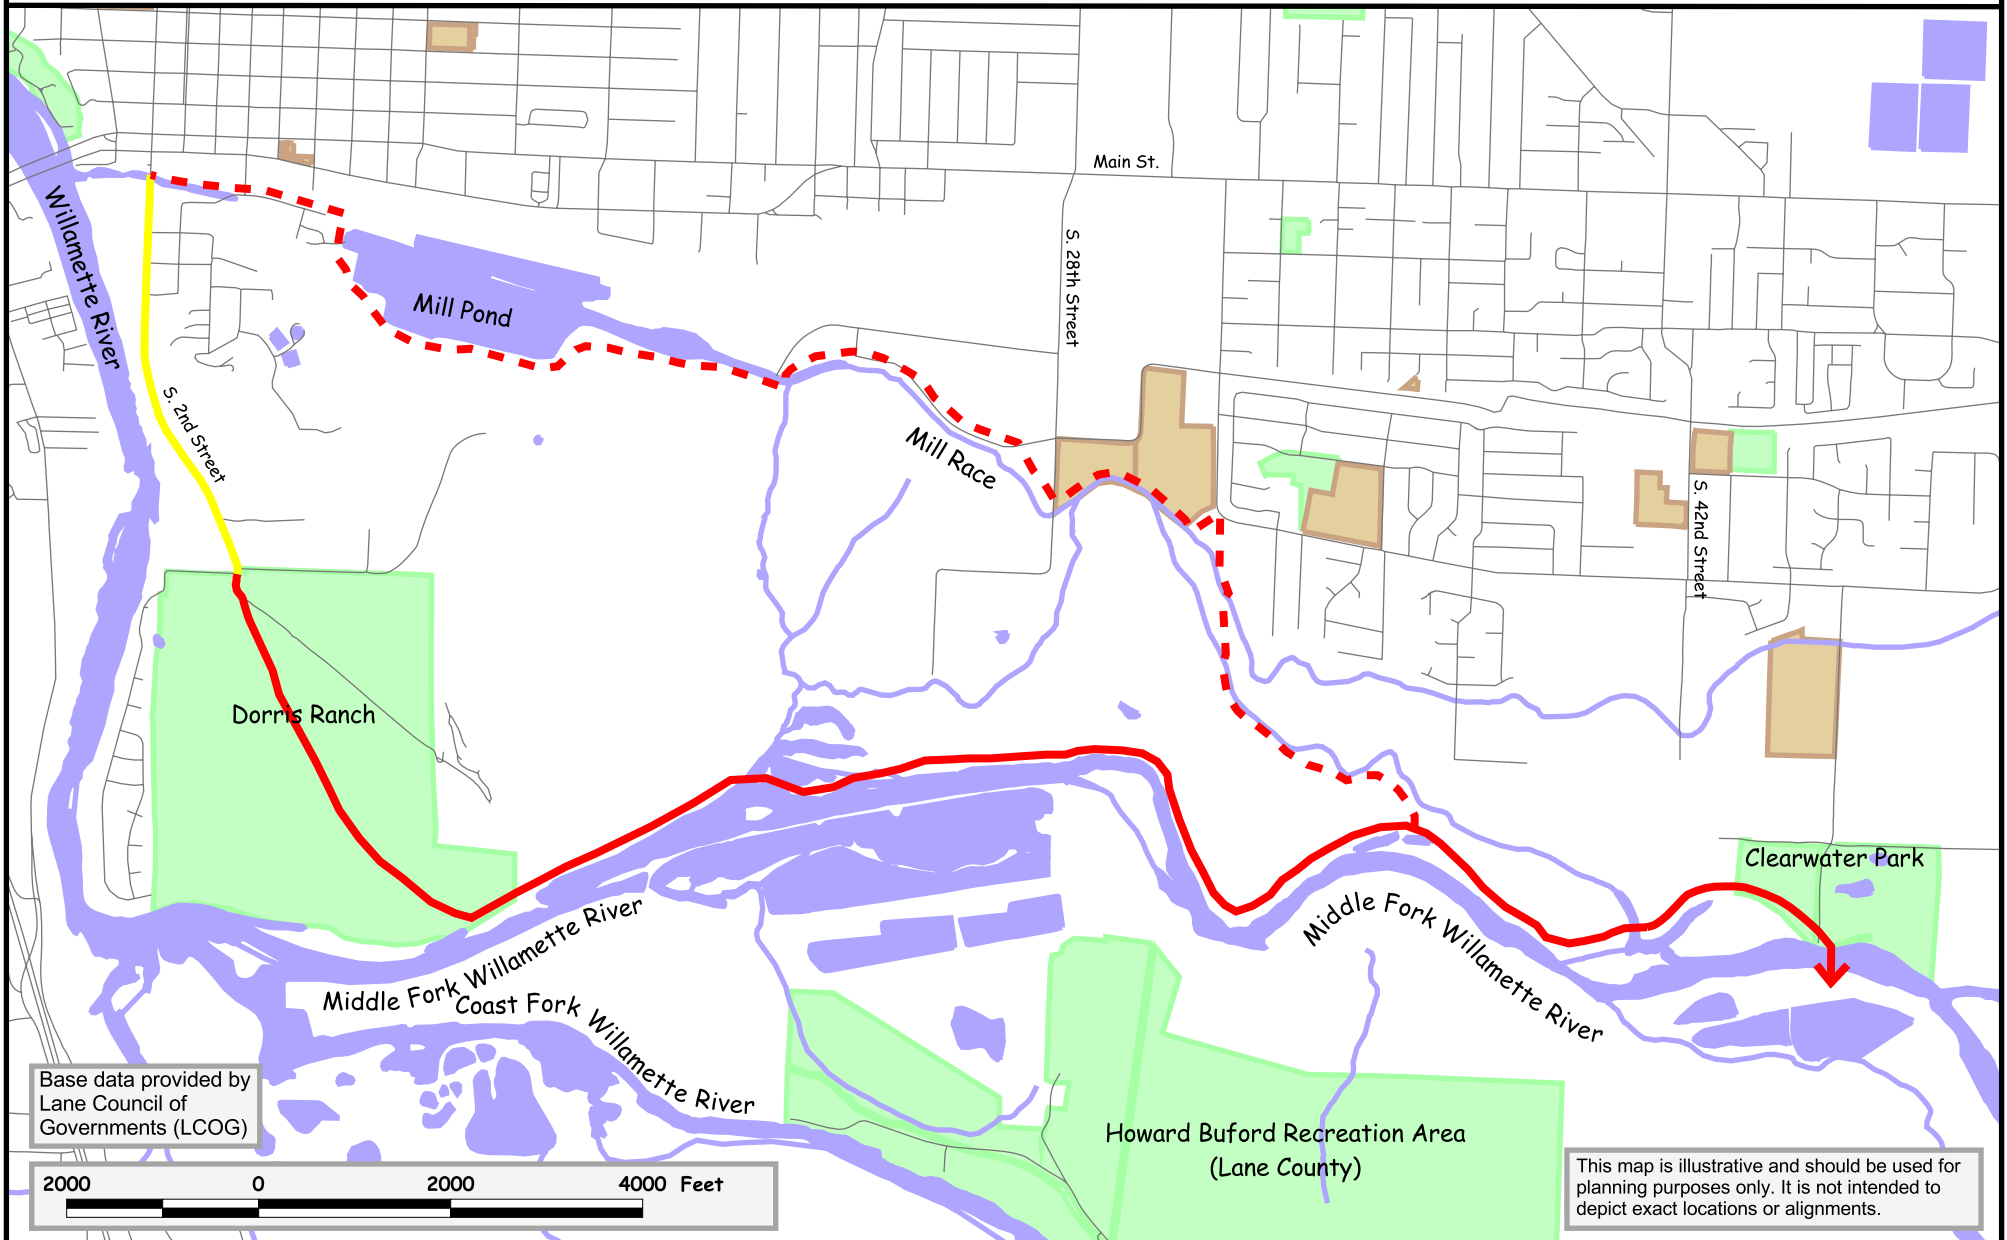 Main St.
Willamette River
S. 28th Street
Mill Pond
S. 2nd Street
Mill Race
S. 42nd Street
Dorris Ranch
Clearwater Park
Middle Fork Willamette River
Middle Fork Willamette River
Coast Fork Willamette River
Base data provided by
Lane Council of
Governments (LCOG)
Howard Buford Recreation Area
(Lane County)
2000 0 2000 4000 Feet
This map is illustrative and should be used for
planning purposes only. It is not intended to
depict exact locations or alignments.